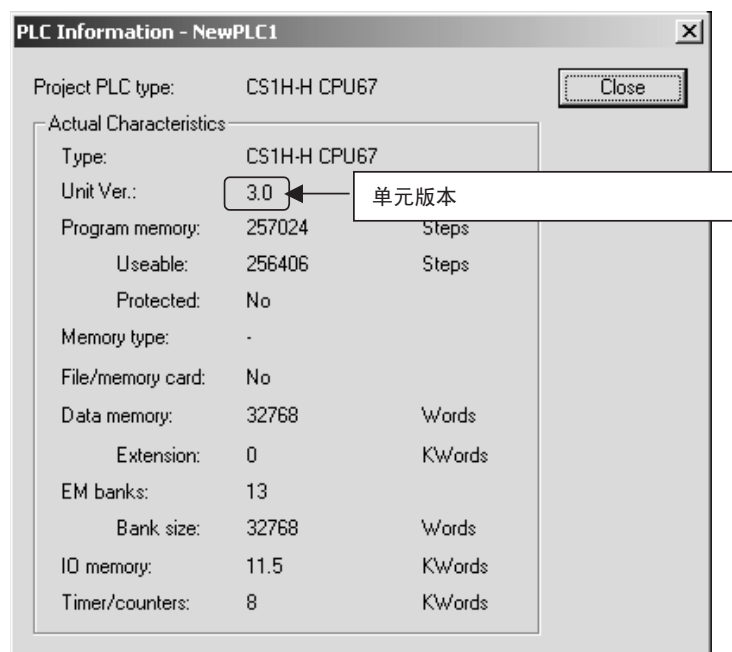 PLC Information - NewPLC1
Project PLC type: CS1H-H CPU67 Close
Actual Characteristics
Type: CS1H-H CPU67
Unit Ver.: 3.0 单元版本
Program memory: 257024 Steps
Useable: 256406 Steps
Protected: No
Memory type: -
File/memory card: No
Data memory: 32768 Words
Extension: 0 KWords
EM banks: 13
Bank size: 32768 Words
IO memory: 11.5 KWords
Timer/counters: 8 KWords